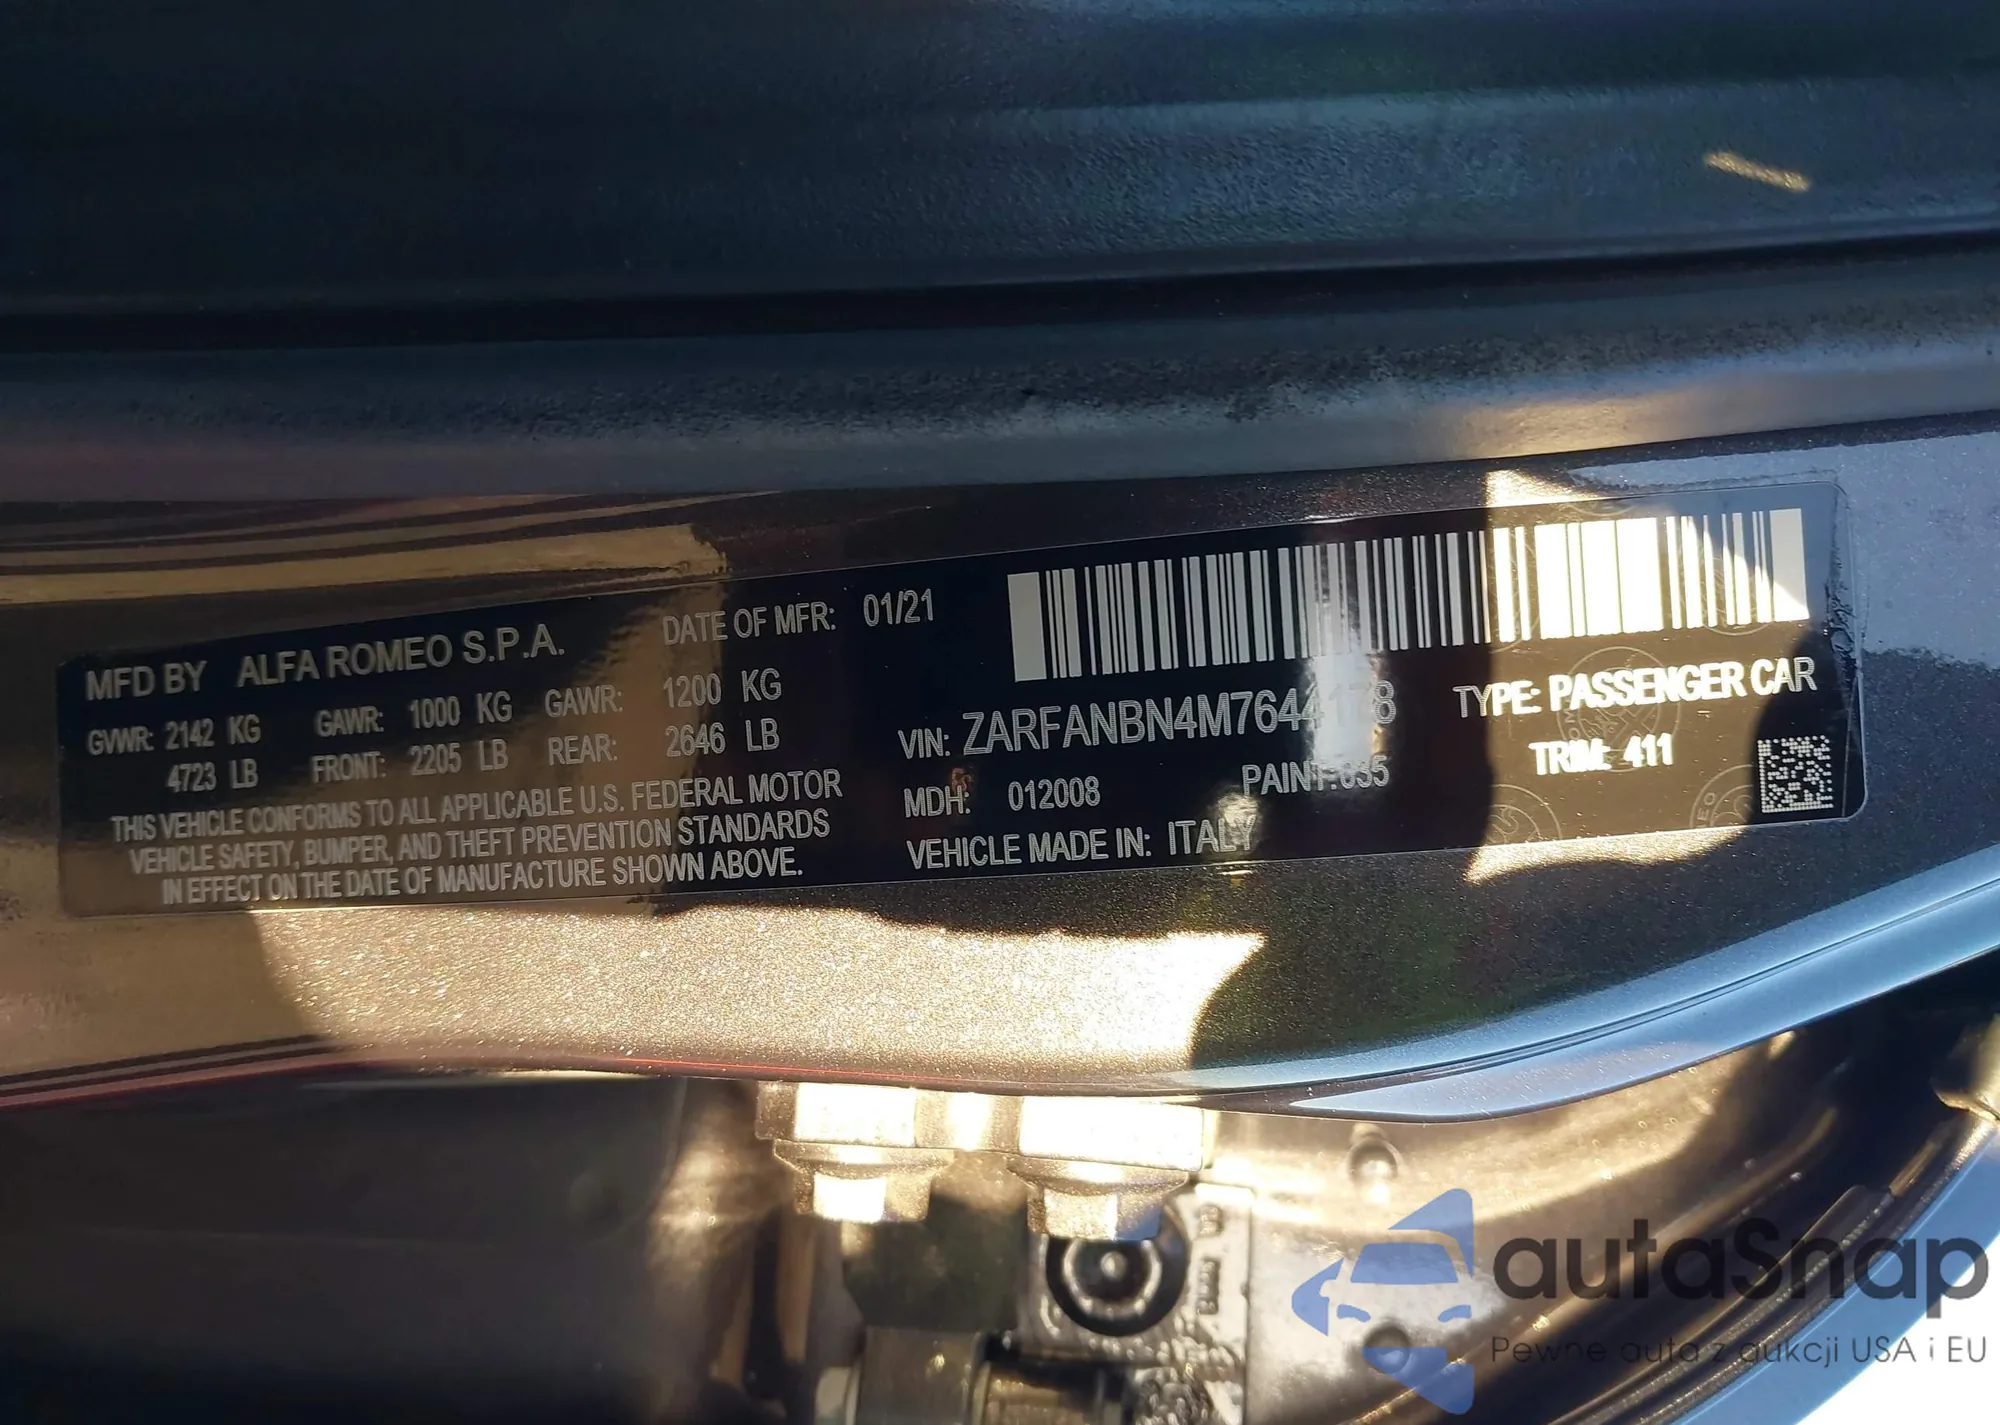 MFD BY ALFA ROMEO S.P.A. DATE OF MFR: 01/21
GVWR: 2142 KG GAWR: 1000 KG GAWR: 1200 KG
4723 LB FRONT: 2205 LB REAR: 2646 LB
THIS VEHICLE CONFORMS TO ALL APPLICABLE U.S. FEDERAL MOTOR
VEHICLE SAFETY, BUMPER, AND THEFT PREVENTION STANDARDS
IN EFFECT ON THE DATE OF MANUFACTURE SHOWN ABOVE.
VIN: ZARFANBN4M7644178 TYPE: PASSENGER CAR
MDH: 012008 PAINT: 035 TRIM: 411
VEHICLE MADE IN: ITALY
autaSnap
Pewne auta z aukcji USA i EU